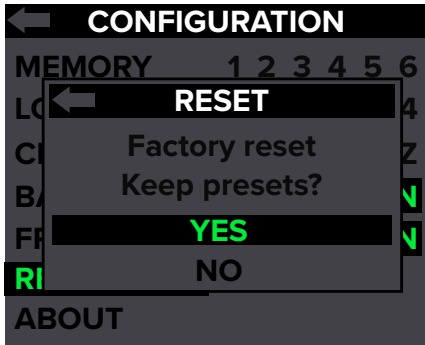 CONFIGURATION
MEMORY 1 2 3 4 5 6
RESET
Factory reset
Keep presets?
YES
NO
ABOUT